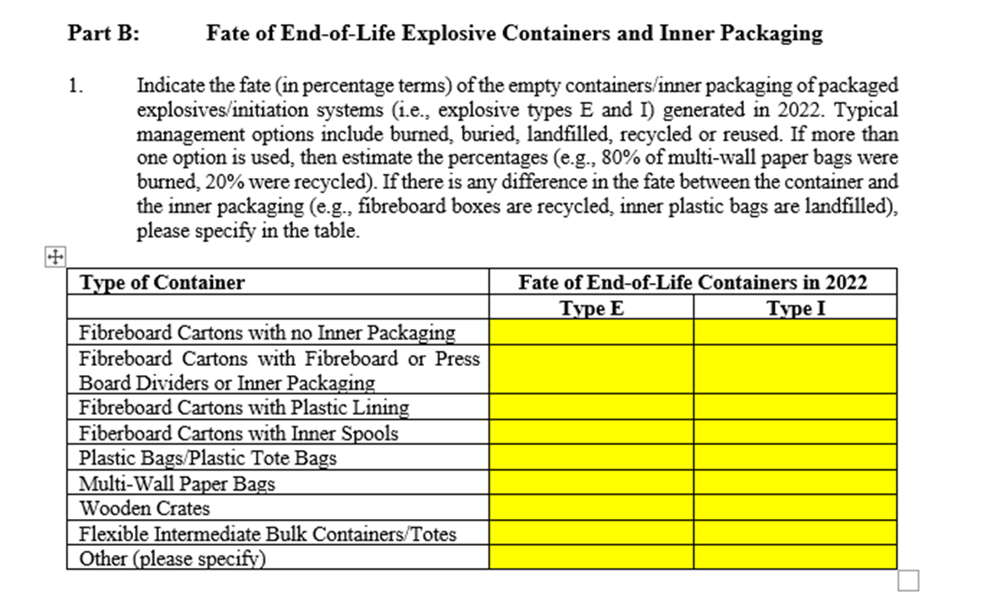 Part B: Fate of End-of-Life Explosive Containers and Inner Packaging
1. Indicate the fate (in percentage terms) of the empty containers/inner packaging of packaged
explosives/initiation systems (i.e., explosive types E and I) generated in 2022. Typical
management options include burned, buried, landfilled, recycled or reused. If more than
one option is used, then estimate the percentages (e.g., 80% of multi-wall paper bags were
burned, 20% were recycled). If there is any difference in the fate between the container and
the inner packaging (e.g., fibreboard boxes are recycled, inner plastic bags are landfilled),
please specify in the table.
Type of Container Fate of End-of-Life Containers in 2022
Type E Type I
Fibreboard Cartons with no Inner Packaging
Fibreboard Cartons with Fibreboard or Press
Board Dividers or Inner Packaging
Fibreboard Cartons with Plastic Lining
Fiberboard Cartons with Inner Spools
Plastic Bags/Plastic Tote Bags
Multi-Wall Paper Bags
Wooden Crates
Flexible Intermediate Bulk Containers/Totes
Other (please specify)